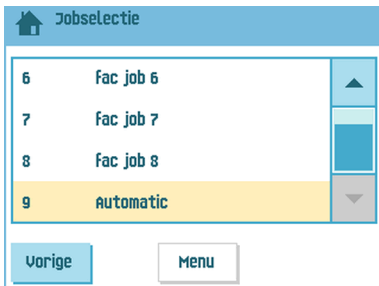 Jobselectie
6 fac job 6
7 fac job 7
8 fac job 8
9 Automatic
Vorige Menu